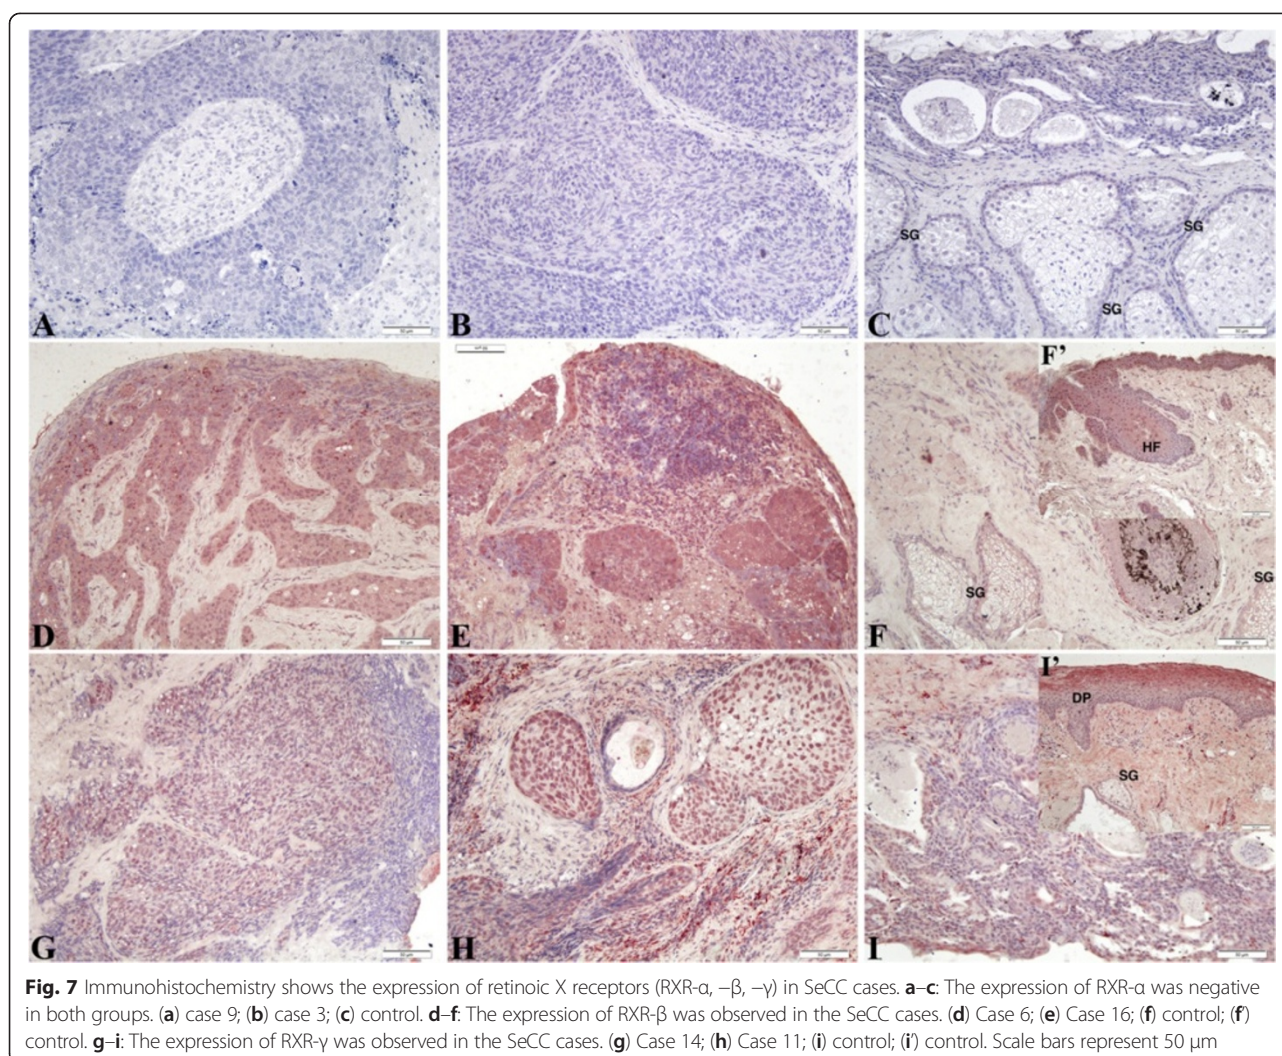 A
B
SG
SG
C
D
E
F'
HF
SG
SG
F
G
H
I'
DP
SG
I
Fig. 7 Immunohistochemistry shows the expression of retinoic X receptors (RXR-α, −β, −γ) in SeCC cases. a–c: The expression of RXR-α was negative
in both groups. (a) case 9; (b) case 3; (c) control. d–f: The expression of RXR-β was observed in the SeCC cases. (d) Case 6; (e) Case 16; (f) control; (f′)
control. g–i: The expression of RXR-γ was observed in the SeCC cases. (g) Case 14; (h) Case 11; (i) control; (i′) control. Scale bars represent 50 μm